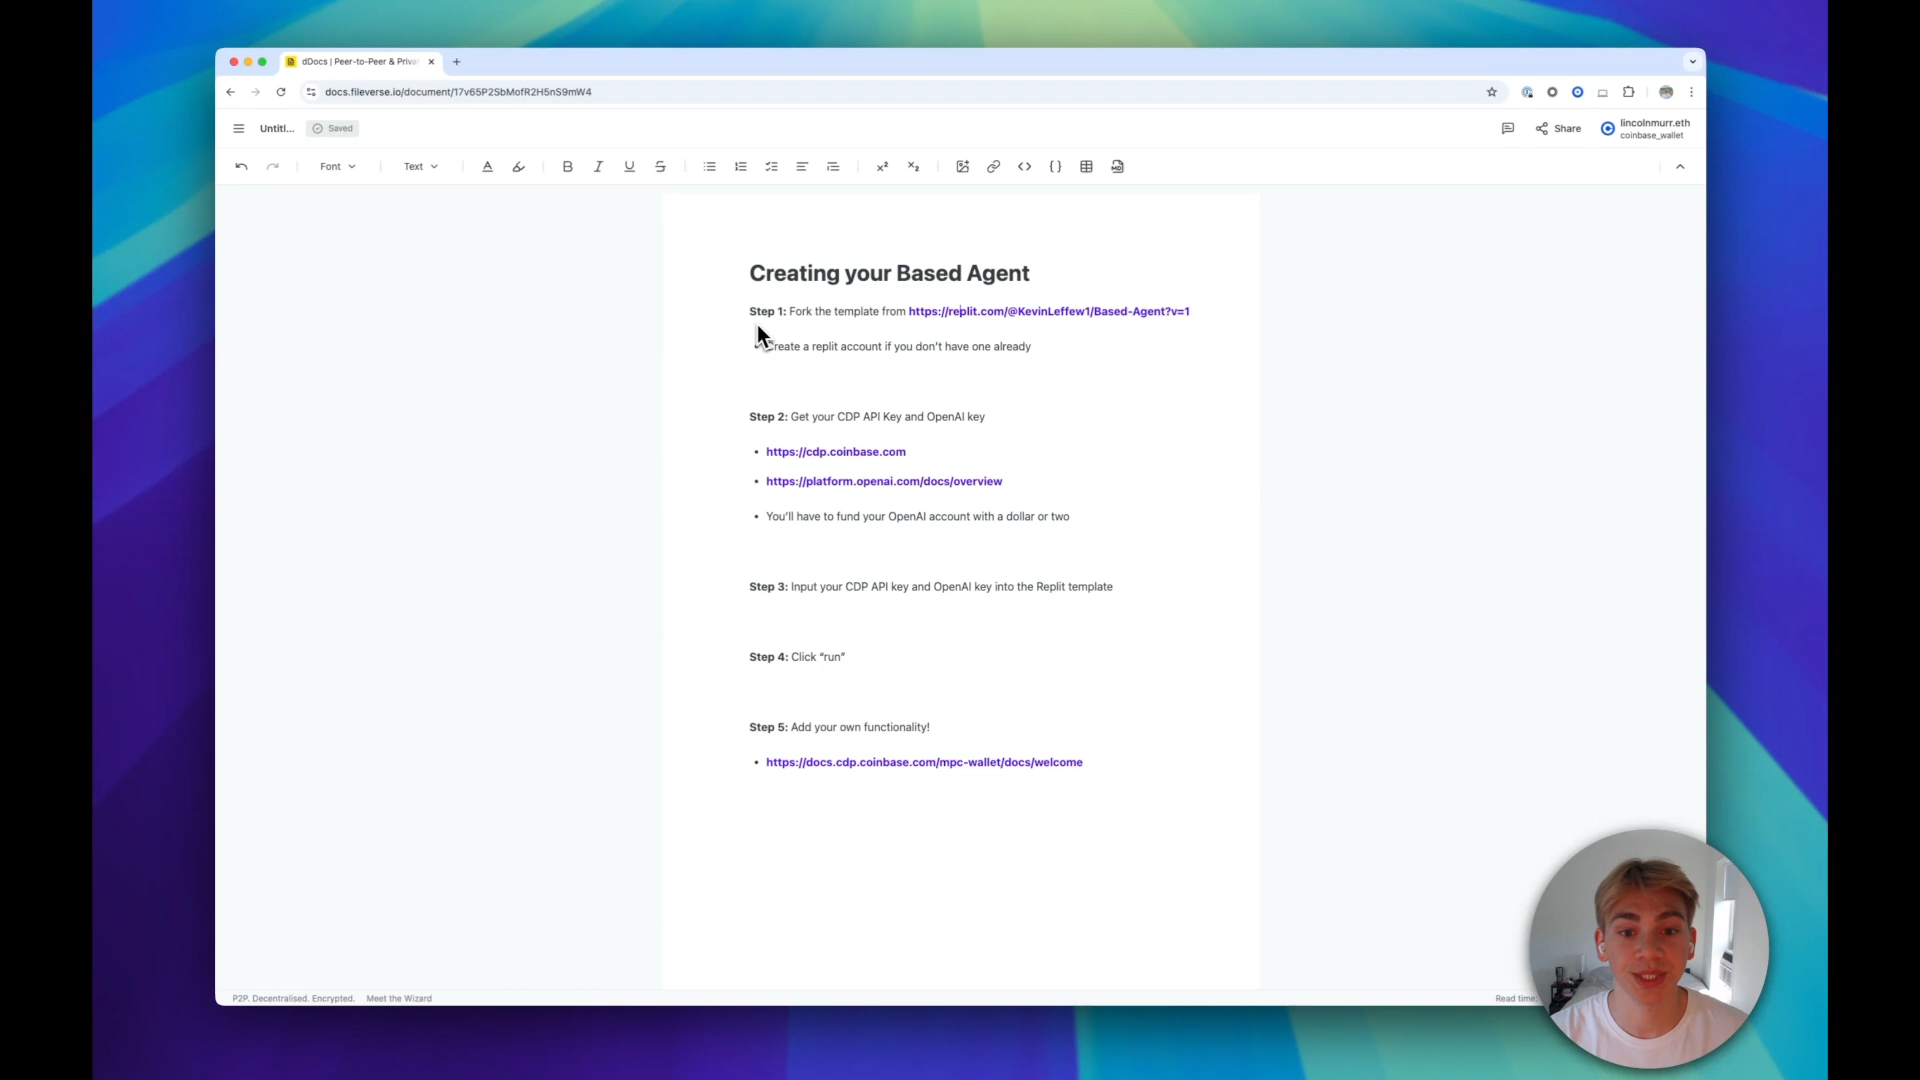 dDocs | Peer-to-Peer & Priva
docs.fileverse.io/document/17v65P2SbMofR2H5nS9mW4
Untitl... Saved
Share
lincolnmurr.eth
coinbase_wallet
Font Text
Creating your Based Agent
Step 1: Fork the template from https://replit.com/@KevinLeffew1/Based-Agent?v=1
reate a replit account if you don't have one already
Step 2: Get your CDP API Key and OpenAI key
• https://cdp.coinbase.com
• https://platform.openai.com/docs/overview
• You'll have to fund your OpenAI account with a dollar or two
Step 3: Input your CDP API key and OpenAI key into the Replit template
Step 4: Click “run”
Step 5: Add your own functionality!
• https://docs.cdp.coinbase.com/mpc-wallet/docs/welcome
P2P. Decentralised. Encrypted. Meet the Wizard
Read time: